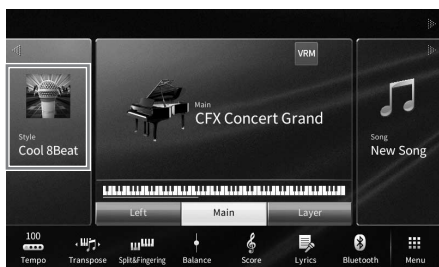 VRM
Main
CFX Concert Grand
Style
Cool 8Beat
Song
New Song
Left Main Layer
100
Tempo Transpose Split&Fingering Balance Score Lyrics Bluetooth Menu